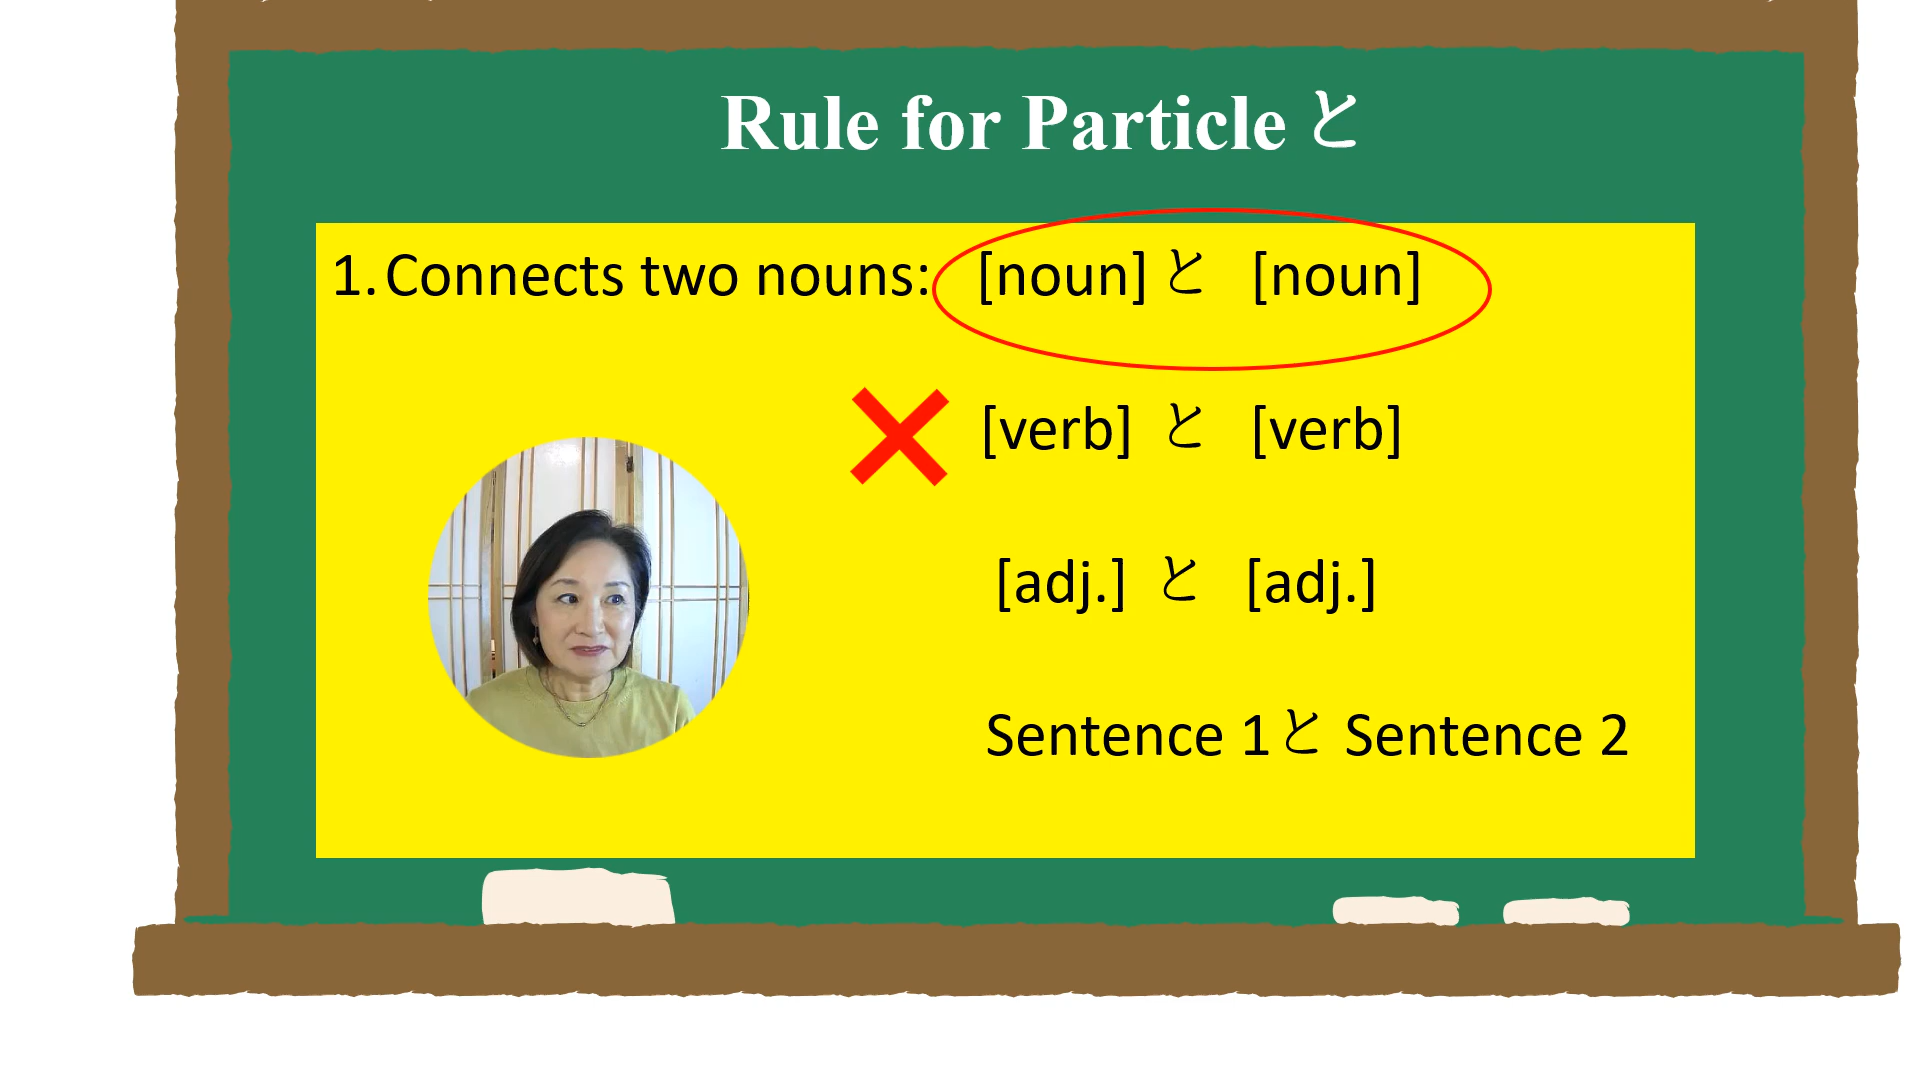 Rule for Particle と
1. Connects two nouns: [noun] と [noun]
[verb] と [verb]
[adj.] と [adj.]
Sentence 1と Sentence 2